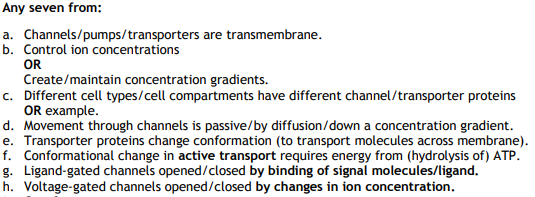 Any seven from:
a. Channels/pumps/transporters are transmembrane.
b. Control ion concentrations
OR
Create/maintain concentration gradients.
c. Different cell types/cell compartments have different channel/transporter proteins
OR example.
d. Movement through channels is passive/by diffusion/down a concentration gradient.
e. Transporter proteins change conformation (to transport molecules across membrane).
f. Conformational change in active transport requires energy from (hydrolysis of) ATP.
g. Ligand-gated channels opened/closed by binding of signal molecules/ligand.
h. Voltage-gated channels opened/closed by changes in ion concentration.